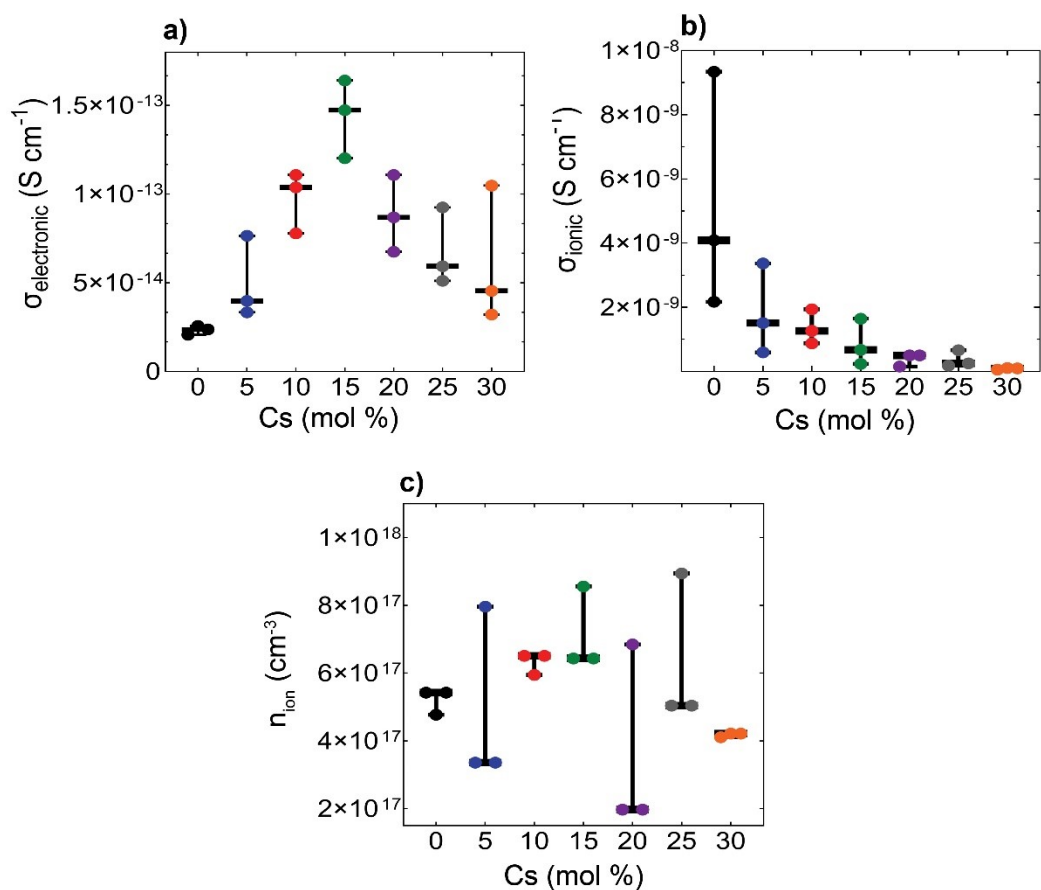 a)
σelectronic (S cm-1)
1.5×10-13
1×10-13
5×10-14
0
0 5 10 15 20 25 30
Cs (mol %)
b)
σionic (S cm-1)
1×10-8
8×10-9
6×10-9
4×10-9
2×10-9
0 5 10 15 20 25 30
Cs (mol %)
c)
nion (cm-3)
1×1018
8×1017
6×1017
4×1017
2×1017
0 5 10 15 20 25 30
Cs (mol %)